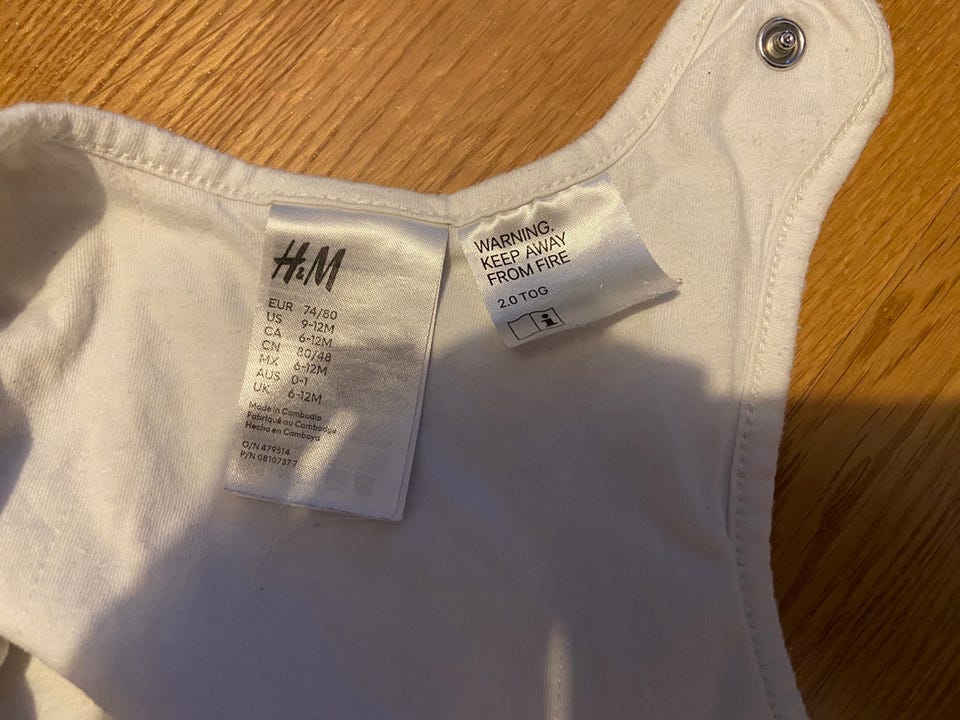 H&M
EUR 74/80
US 9-12M
CA 6-12M
CN 80/48
MX 6-12M
AUS 0-1
UK 6-12M
Made in Cambodia
Fabriqué au Cambodge
Hecho en Camboya
O/N 479514
P/N 08107377
WARNING.
KEEP AWAY
FROM FIRE
2.0 TOG
i